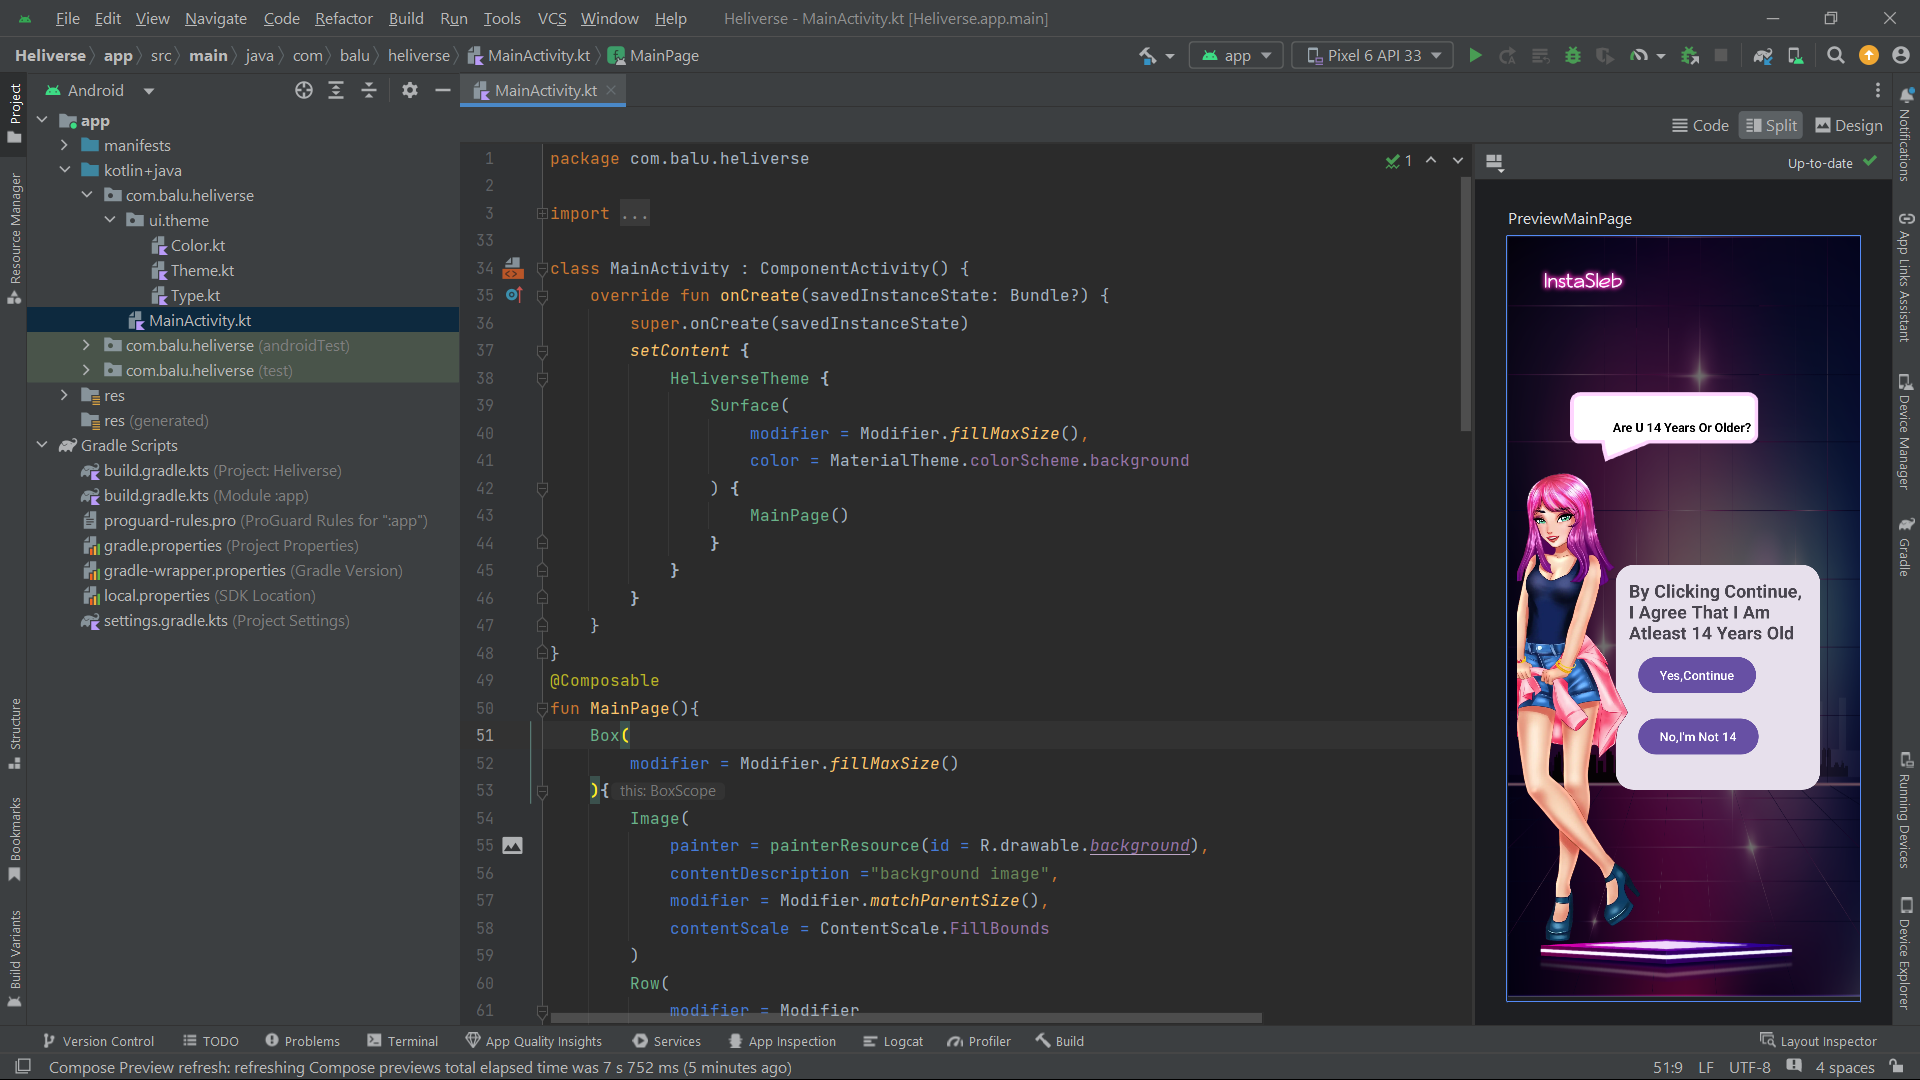 File Edit View Navigate Code Refactor Build Run Tools VCS Window Help Heliverse - MainActivity.kt [Heliverse.app.main]
Heliverse app src main java com balu heliverse MainActivity.kt MainPage app Pixel 6 API 33
Project
Resource Manager
Structure
Bookmarks
Build Variants
Android
app
manifests
kotlin+java
com.balu.heliverse
ui.theme
Color.kt
Theme.kt
Type.kt
MainActivity.kt
com.balu.heliverse (androidTest)
com.balu.heliverse (test)
res
res (generated)
Gradle Scripts
build.gradle.kts (Project: Heliverse)
build.gradle.kts (Module :app)
proguard-rules.pro (ProGuard Rules for ":app")
gradle.properties (Project Properties)
gradle-wrapper.properties (Gradle Version)
local.properties (SDK Location)
settings.gradle.kts (Project Settings)
MainActivity.kt
Code Split Design
1
1 package com.balu.heliverse
2
3 import ...
33
34 class MainActivity : ComponentActivity() {
35 override fun onCreate(savedInstanceState: Bundle?) {
36 super.onCreate(savedInstanceState)
37 setContent {
38 HeliverseTheme {
39 Surface(
40 modifier = Modifier.fillMaxSize(),
41 color = MaterialTheme.colorScheme.background
42 ) {
43 MainPage()
44 }
45 }
46 }
47 }
48 }
49 @Composable
50 fun MainPage(){
51 Box(
52 modifier = Modifier.fillMaxSize()
53 ){ this: BoxScope
54 Image(
55 painter = painterResource(id = R.drawable.background),
56 contentDescription ="background image",
57 modifier = Modifier.matchParentSize(),
58 contentScale = ContentScale.FillBounds
59 )
60 Row(
61 modifier = Modifier
Up-to-date
PreviewMainPage
InstaSleb
Are U 14 Years Or Older?
By Clicking Continue,
I Agree That I Am
Atleast 14 Years Old
Yes,Continue
No,I'm Not 14
Notifications
App Links Assistant
Device Manager
Gradle
Running Devices
Device Explorer
Version Control TODO Problems Terminal App Quality Insights Services App Inspection Logcat Profiler Build Layout Inspector
Compose Preview refresh: refreshing Compose previews total elapsed time was 7 s 752 ms (5 minutes ago) 51:9 LF UTF-8 4 spaces